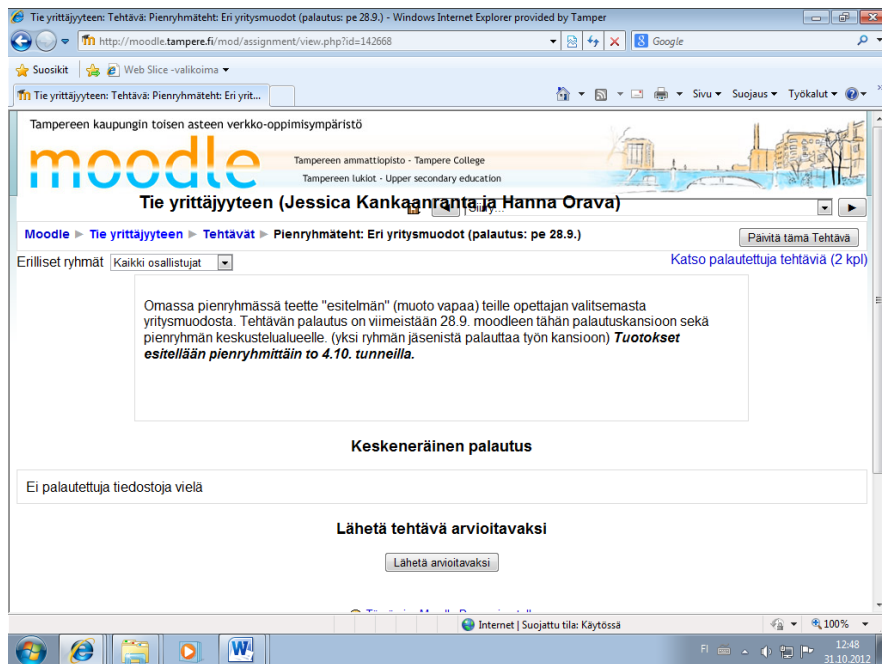 Tie yrittäjyyteen: Tehtävä: Pienryhmäteht: Eri yritysmuodot (palautus: pe 28.9.) - Windows Internet Explorer provided by Tamper
http://moodle.tampere.fi/mod/assignment/view.php?id=142668
Google
Suosikit
Web Slice -valikoima
Tie yrittäjyyteen: Tehtävä: Pienryhmäteht: Eri yrit...
Sivu
Suojaus
Työkalut
Tampereen kaupungin toisen asteen verkko-oppimisympäristö
moodle
Tampereen ammattiopisto - Tampere College
Tampereen lukiot - Upper secondary education
Tie yrittäjyyteen (Jessica Kankaanranta ja Hanna Orava)
Moodle ► Tie yrittäjyyteen ► Tehtävät ► Pienryhmäteht: Eri yritysmuodot (palautus: pe 28.9.)
Päivitä tämä Tehtävä
Erilliset ryhmät Kaikki osallistujat
Katso palautettuja tehtäviä (2 kpl)
Omassa pienryhmässä teette "esitelmän" (muoto vapaa) teille opettajan valitsemasta
yritysmuodosta. Tehtävän palautus on viimeistään 28.9. moodleen tähän palautuskansioon sekä
pienryhmän keskustelualueelle. (yksi ryhmän jäsenistä palauttaa työn kansioon) Tuotokset
esitellään pienryhmittäin to 4.10. tunneilla.
Keskeneräinen palautus
Ei palautettuja tiedostoja vielä
Lähetä tehtävä arvioitavaksi
Lähetä arvioitavaksi
Internet | Suojattu tila: Käytössä
100%
FI
12:48
31.10.2012